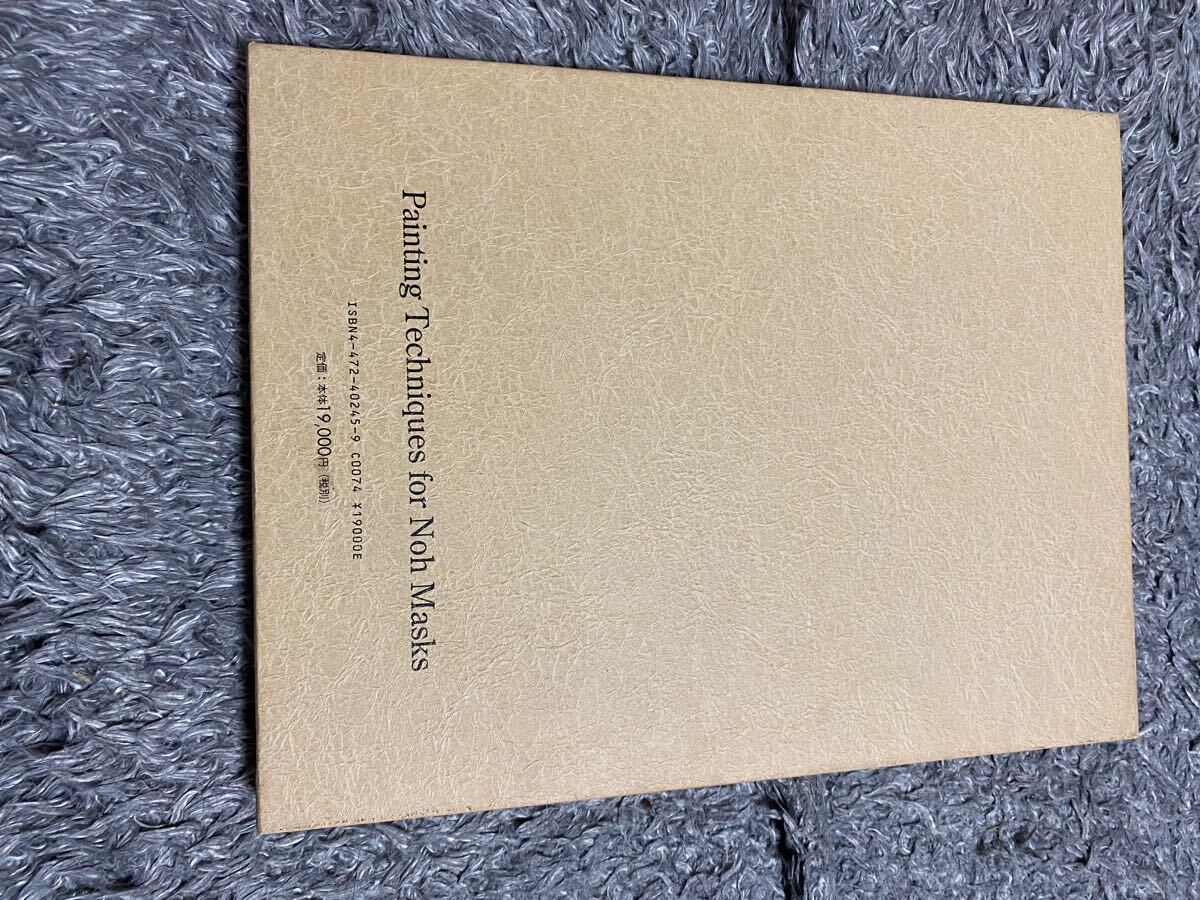 Painting Techniques for Noh Masks
ISBN4-472-40245-9 C0074 ¥19000E
定価：本体19,000円（税別）